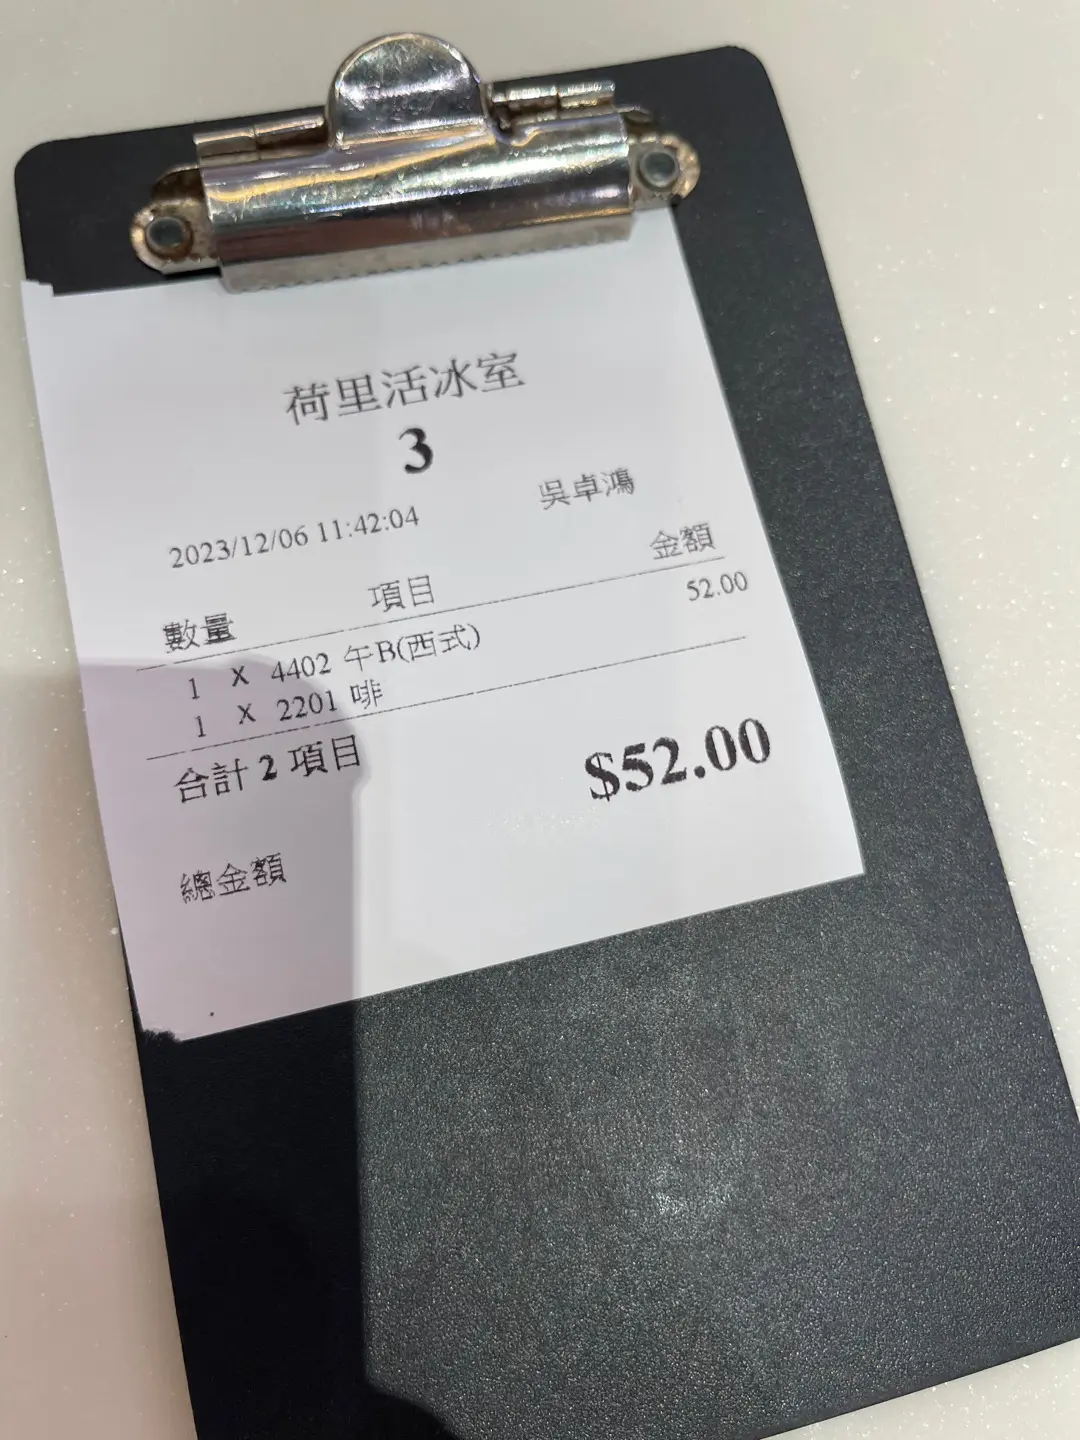 荷里活冰室
3
2023/12/06 11:42:04 吳卓鴻
數量 項目 金額
1 X 4402 午B(西式) 52.00
1 X 2201 啡
合計 2 項目 $52.00
總金額